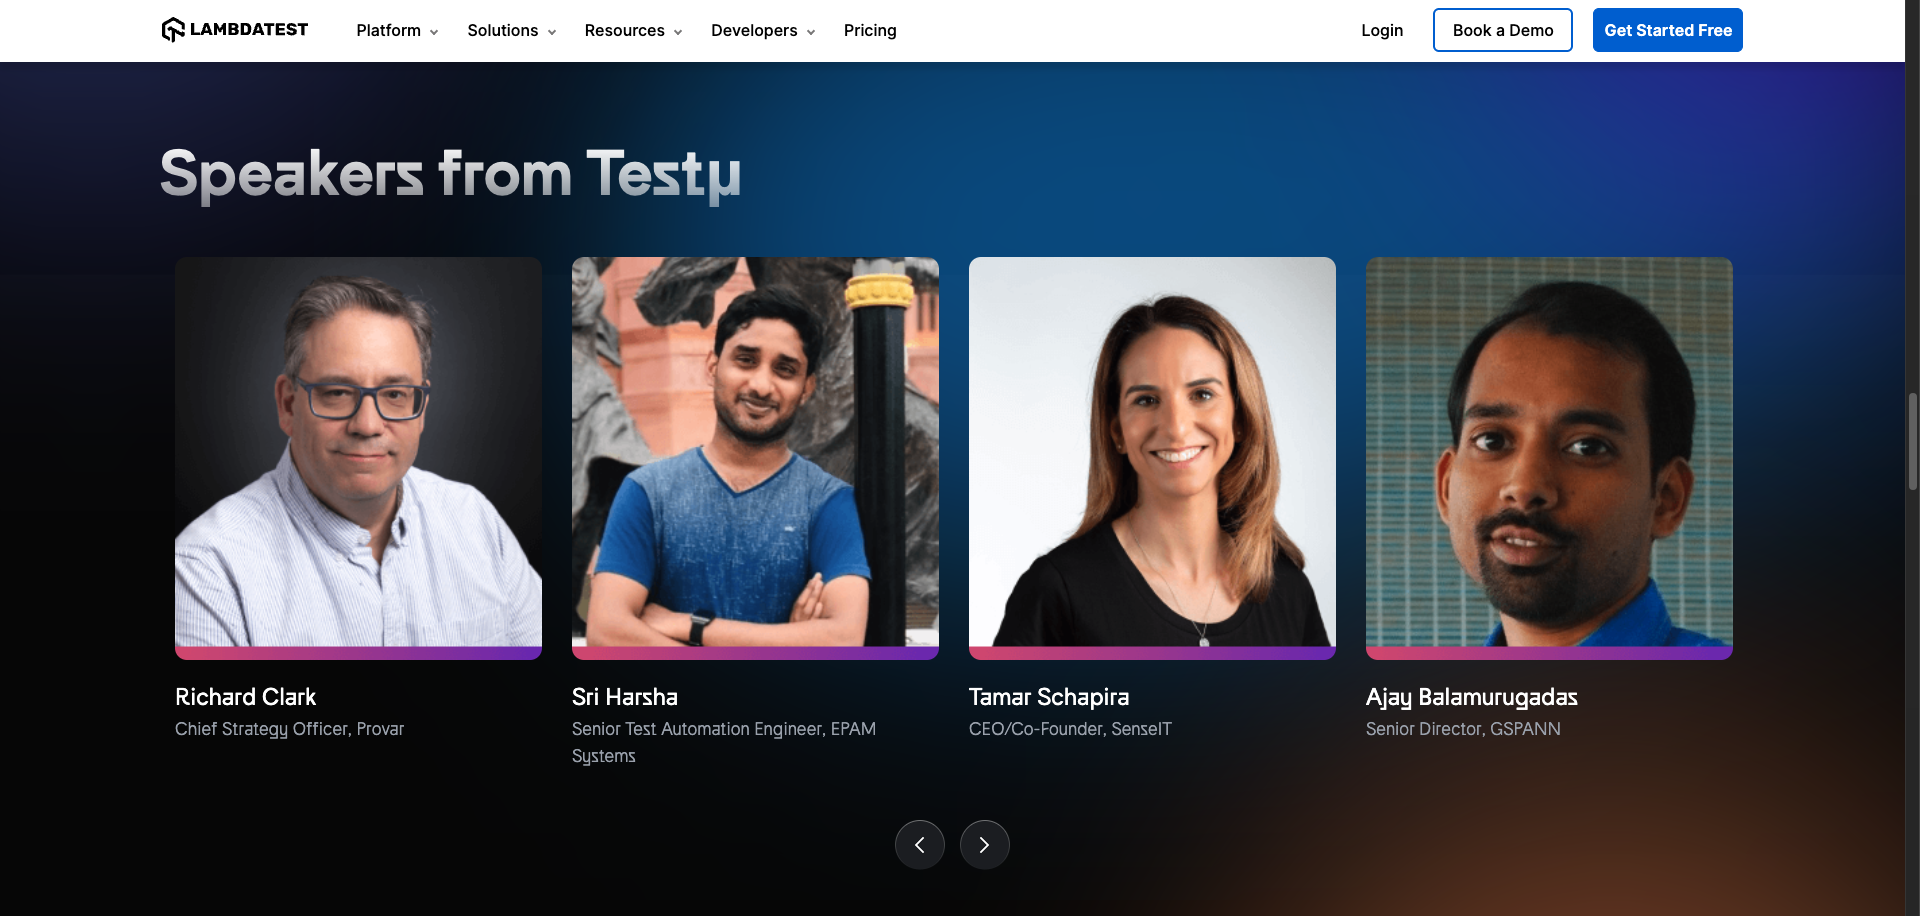 LAMBDATEST
Platform
Solutions
Resources
Developers
Pricing
Login
Book a Demo
Get Started Free
Speakers from Testμ
Richard Clark
Chief Strategy Officer, Provar
Sri Harsha
Senior Test Automation Engineer, EPAM
Systems
Tamar Schapira
CEO/Co-Founder, SenseIT
Ajay Balamurugadas
Senior Director, GSPANN